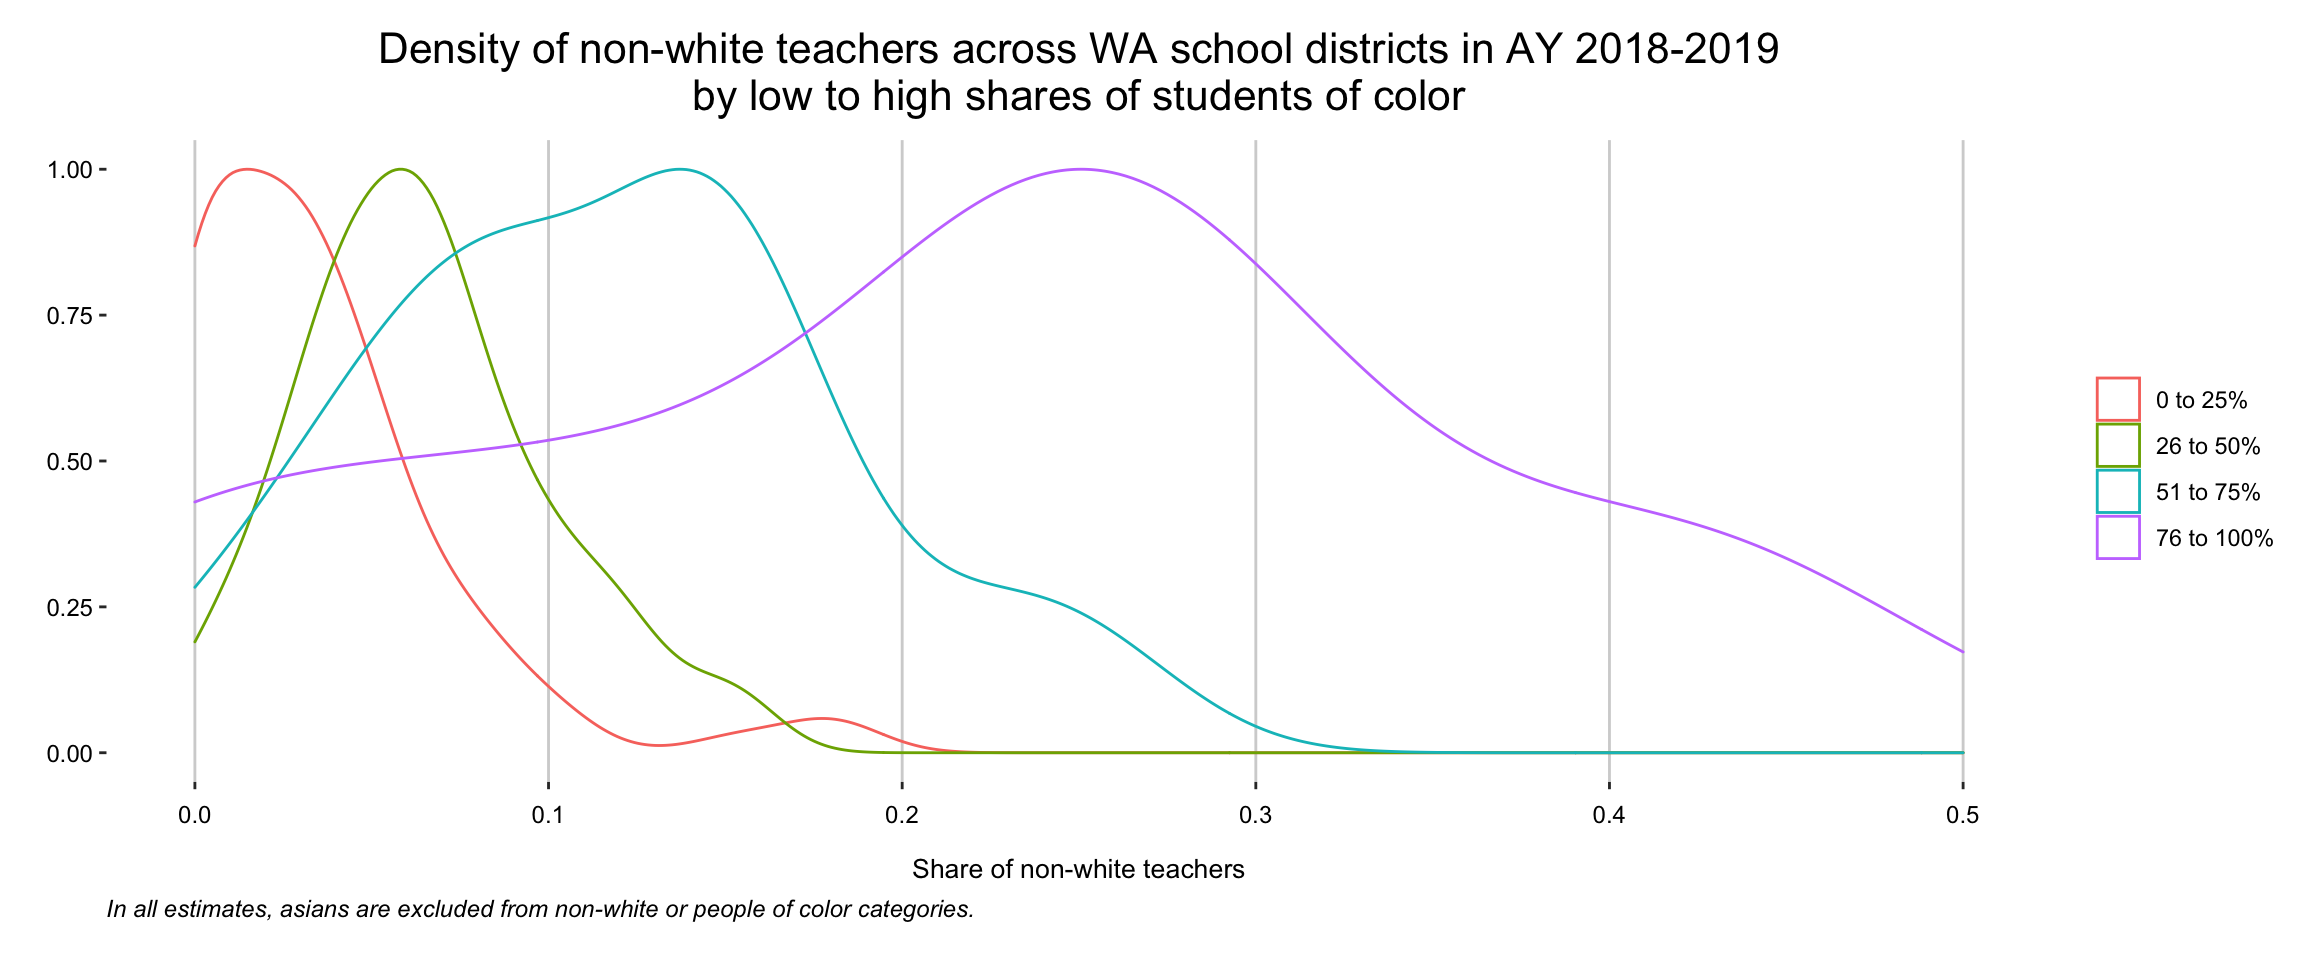 Density of non-white teachers across WA school districts in AY 2018-2019
by low to high shares of students of color
1.00
0.75
0.50
0.25
0.00
0.0 0.1 0.2 0.3 0.4 0.5
Share of non-white teachers
In all estimates, asians are excluded from non-white or people of color categories.
0 to 25%
26 to 50%
51 to 75%
76 to 100%